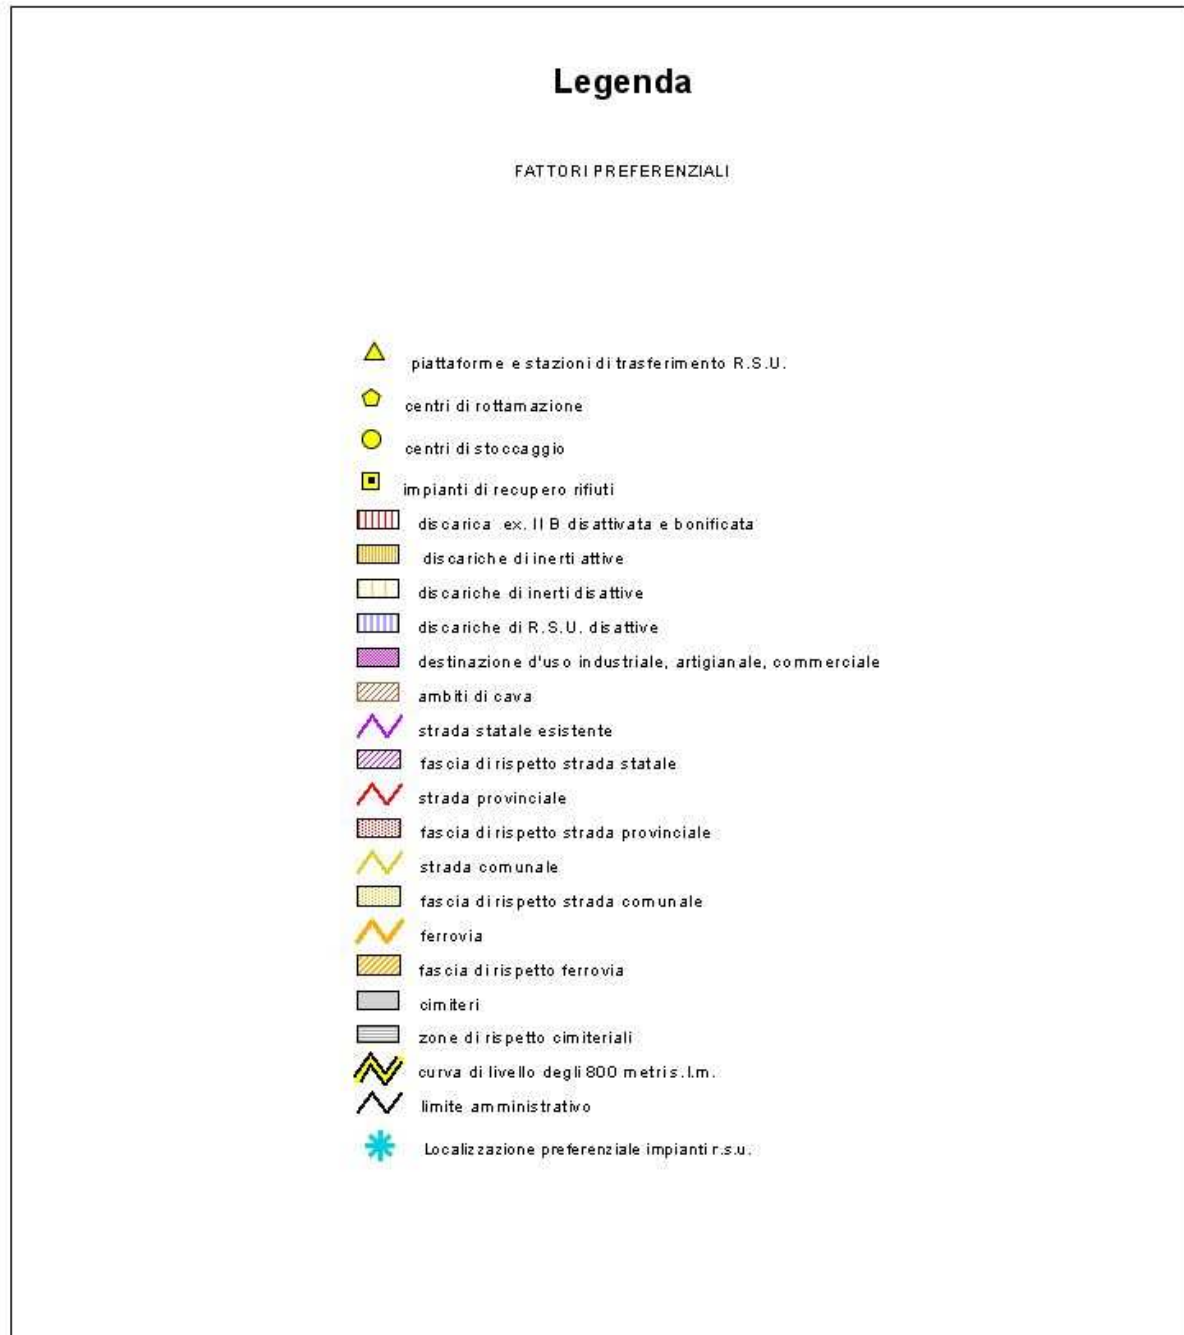 Legenda
FATTORI PREFERENZIALI
piattaforme e stazioni di trasferimento R.S.U.
centri di rottamazione
centri di stoccaggio
impianti di recupero rifiuti
discarica ex. II B disattivata e bonificata
discariche di inerti attive
discariche di inerti disattive
discariche di R.S.U. disattive
destinazione d'uso industriale, artigianale, commerciale
ambiti di cava
strada statale esistente
fascia di rispetto strada statale
strada provinciale
fascia di rispetto strada provinciale
strada comunale
fascia di rispetto strada comunale
ferrovia
fascia di rispetto ferrovia
cimiteri
zone di rispetto cimiteriali
curva di livello degli 800 metri s.l.m.
limite amministrativo
Localizzazione preferenziale impianti r.s.u.